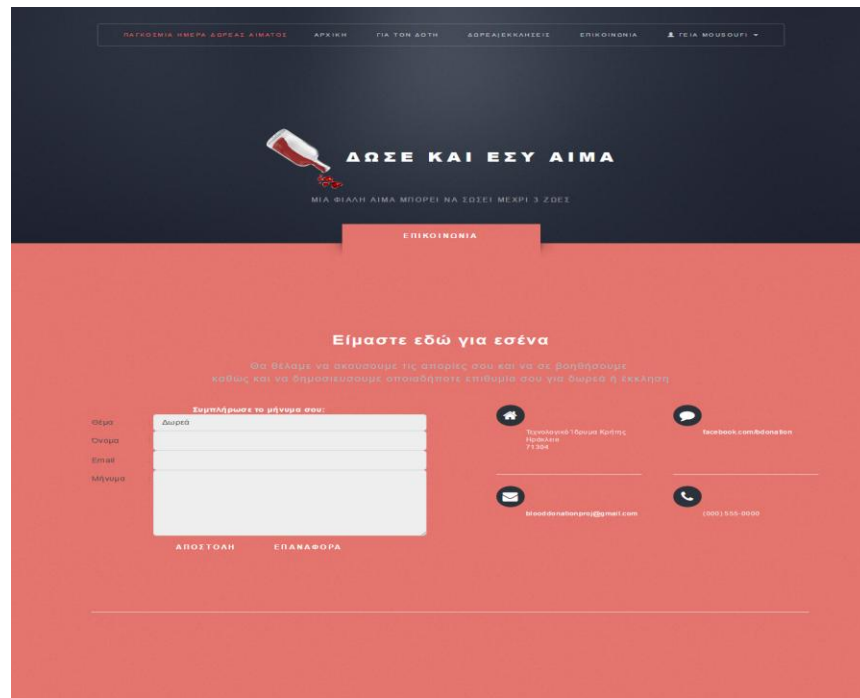 ΠΑΓΚΟΣΜΙΑ ΗΜΕΡΑ ΔΩΡΕΑΣ ΑΙΜΑΤΟΣ ΑΡΧΙΚΗ ΓΙΑ ΤΟΝ ΔΟΤΗ ΔΩΡΕΑ|ΕΚΚΛΗΣΕΙΣ ΕΠΙΚΟΙΝΩΝΙΑ ΓΕΙΑ MOUSOUFI
ΔΩΣΕ ΚΑΙ ΕΣΥ ΑΙΜΑ
ΜΙΑ ΦΙΑΛΗ ΑΙΜΑ ΜΠΟΡΕΙ ΝΑ ΣΩΣΕΙ ΜΕΧΡΙ 3 ΖΩΕΣ
ΕΠΙΚΟΙΝΩΝΙΑ
Είμαστε εδώ για εσένα
Θα θέλαμε να ακούσουμε τις απορίες σου και να σε βοηθήσουμε
καθώς και να δημοσιεύσουμε οποιαδήποτε επιθυμία σου για δωρεά ή έκκληση
Συμπλήρωσε το μήνυμα σου:
Θέμα Δωρεά
Όνομα
Email
Μήνυμα
ΑΠΟΣΤΟΛΗ ΕΠΑΝΑΦΟΡΑ
Τεχνολογικό Ίδρυμα Κρήτης
Ηράκλειο
71304
facebook.com/bdonation
blooddonationproj@gmail.com
(000) 555-0000